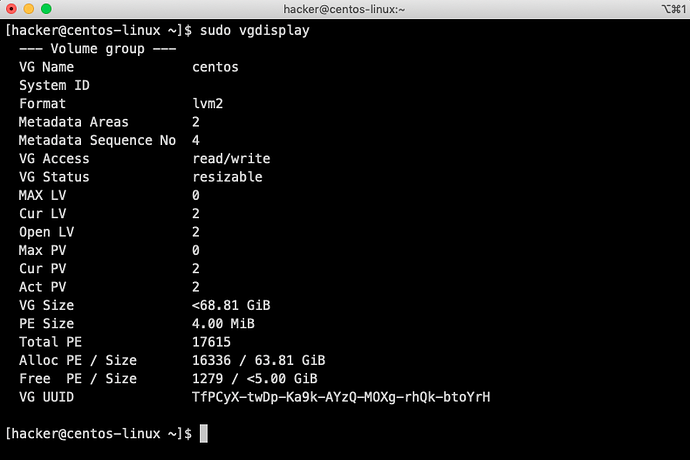 hacker@centos-linux:~
⌥⌘1
[hacker@centos-linux ~]$ sudo vgdisplay
--- Volume group ---
VG Name centos
System ID
Format lvm2
Metadata Areas 2
Metadata Sequence No 4
VG Access read/write
VG Status resizable
MAX LV 0
Cur LV 2
Open LV 2
Max PV 0
Cur PV 2
Act PV 2
VG Size <68.81 GiB
PE Size 4.00 MiB
Total PE 17615
Alloc PE / Size 16336 / 63.81 GiB
Free  PE / Size 1279 / <5.00 GiB
VG UUID TfPCyX-twDp-Ka9k-AYzQ-MOXg-rhQk-btoYrH
[hacker@centos-linux ~]$